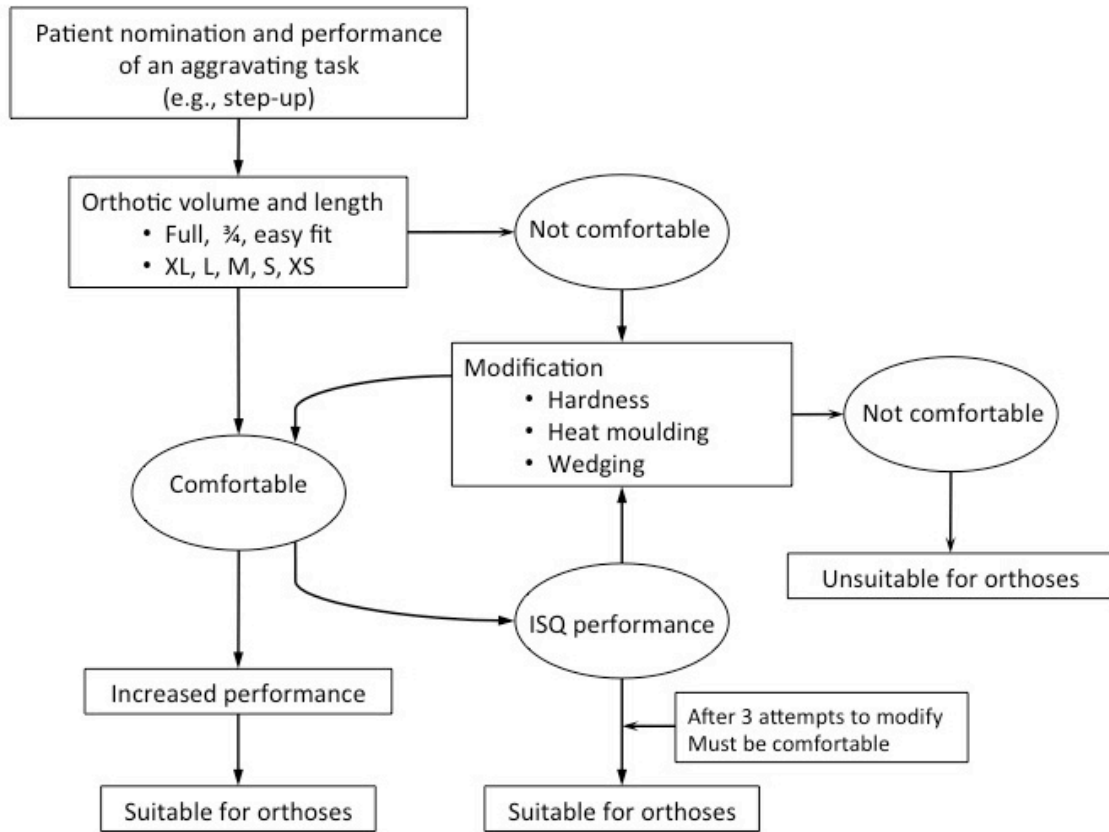 Patient nomination and performance
of an aggravating task
(e.g., step-up)
Orthotic volume and length
• Full, ¾, easy fit
• XL, L, M, S, XS
Not comfortable
Modification
• Hardness
• Heat moulding
• Wedging
Not comfortable
Comfortable
Unsuitable for orthoses
ISQ performance
Increased performance
After 3 attempts to modify
Must be comfortable
Suitable for orthoses
Suitable for orthoses